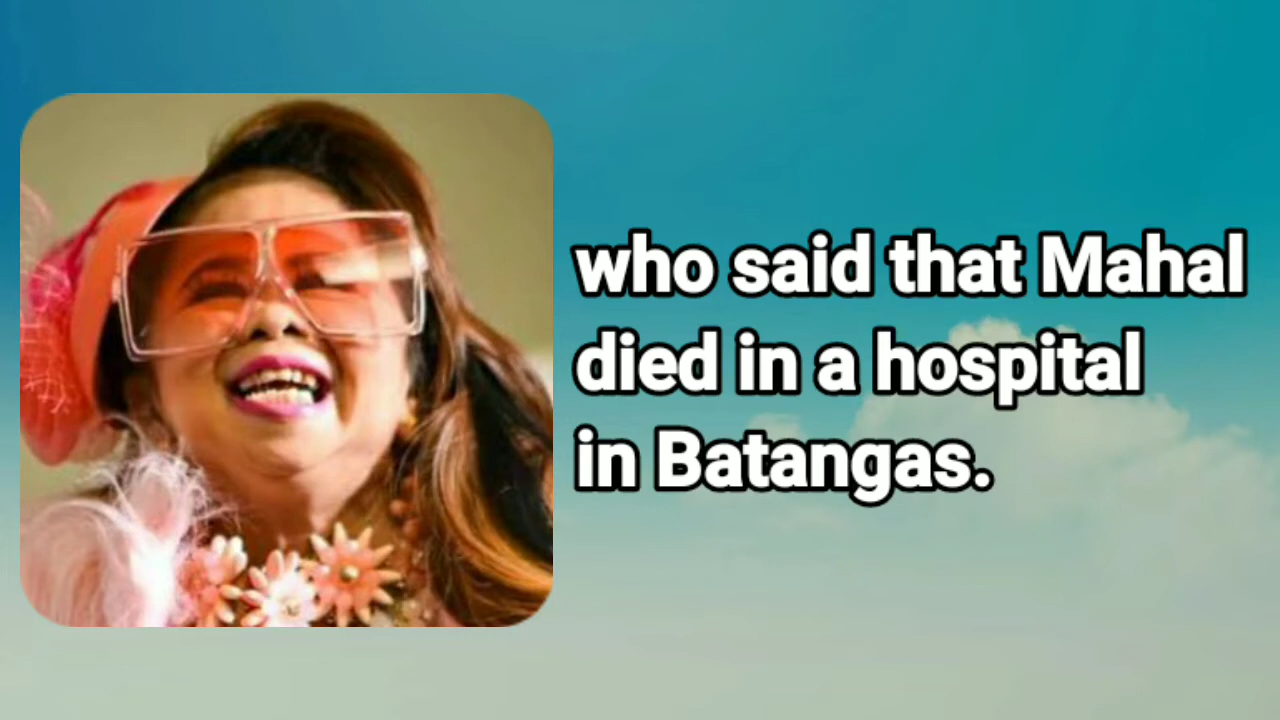 who said that Mahal
died in a hospital
in Batangas.